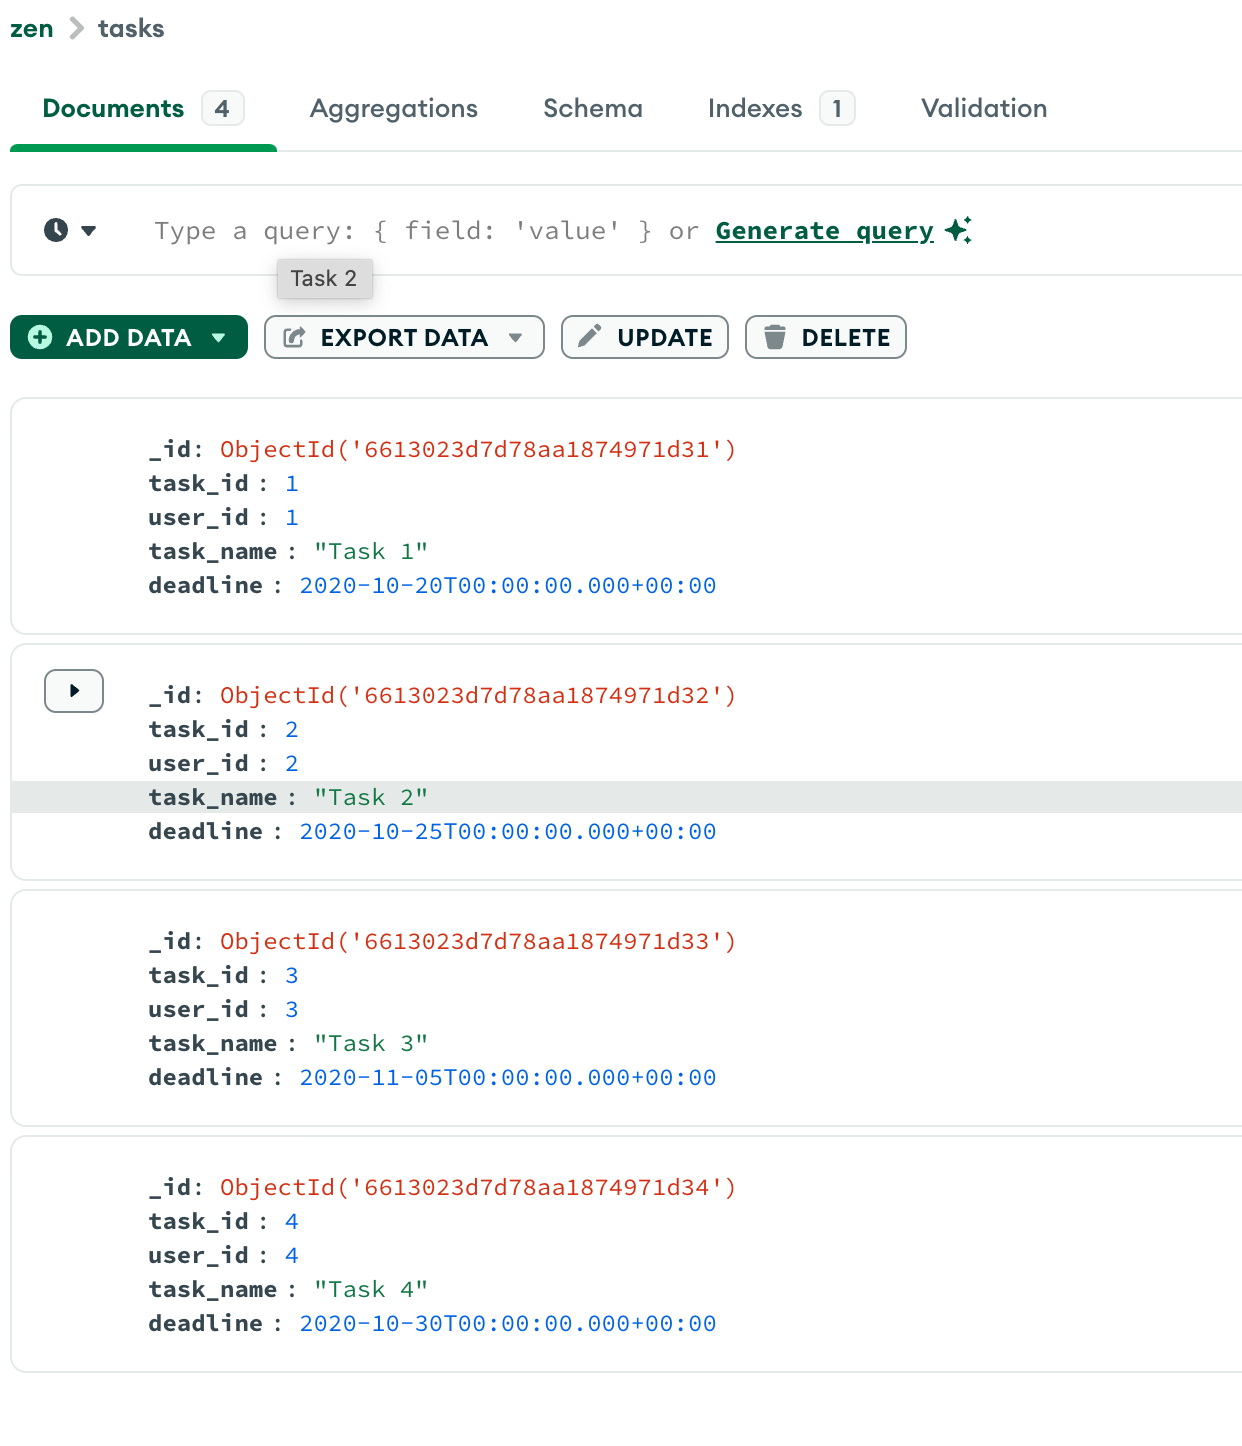 zen > tasks
Documents 4 Aggregations Schema Indexes 1 Validation
Type a query: { field: 'value' } or Generate query
Task 2
ADD DATA EXPORT DATA UPDATE DELETE
_id: ObjectId('6613023d7d78aa1874971d31')
task_id : 1
user_id : 1
task_name : "Task 1"
deadline : 2020-10-20T00:00:00.000+00:00
_id: ObjectId('6613023d7d78aa1874971d32')
task_id : 2
user_id : 2
task_name : "Task 2"
deadline : 2020-10-25T00:00:00.000+00:00
_id: ObjectId('6613023d7d78aa1874971d33')
task_id : 3
user_id : 3
task_name : "Task 3"
deadline : 2020-11-05T00:00:00.000+00:00
_id: ObjectId('6613023d7d78aa1874971d34')
task_id : 4
user_id : 4
task_name : "Task 4"
deadline : 2020-10-30T00:00:00.000+00:00